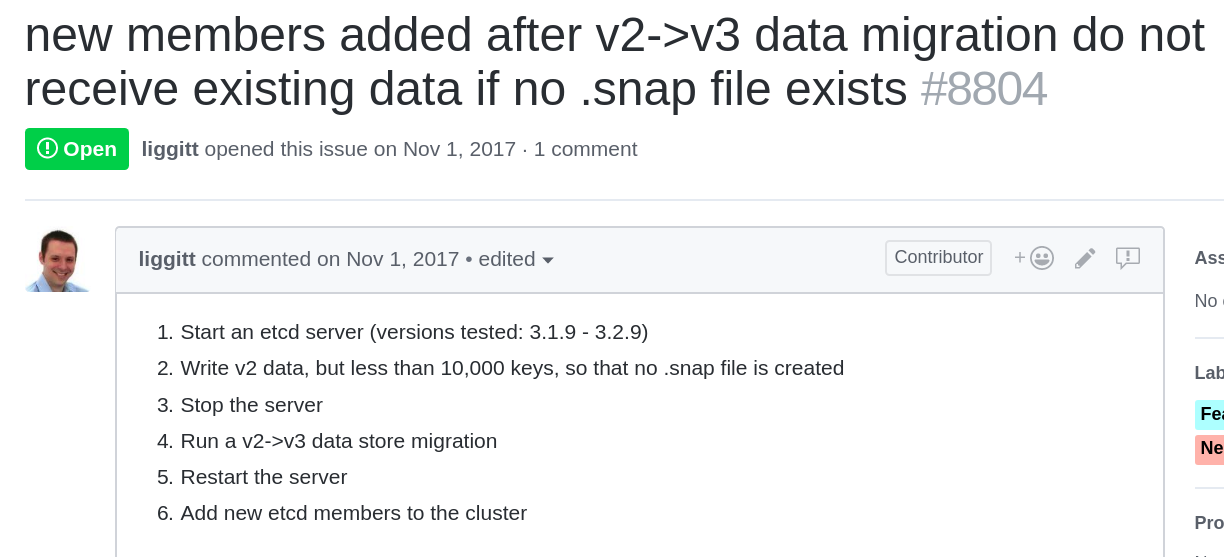 new members added after v2->v3 data migration do not
receive existing data if no .snap file exists #8804
Open liggitt opened this issue on Nov 1, 2017 · 1 comment
liggitt commented on Nov 1, 2017 • edited
Contributor
Ass
No
1. Start an etcd server (versions tested: 3.1.9 - 3.2.9)
2. Write v2 data, but less than 10,000 keys, so that no .snap file is created
Lab
3. Stop the server
Fea
4. Run a v2->v3 data store migration
Ne
5. Restart the server
6. Add new etcd members to the cluster
Pro